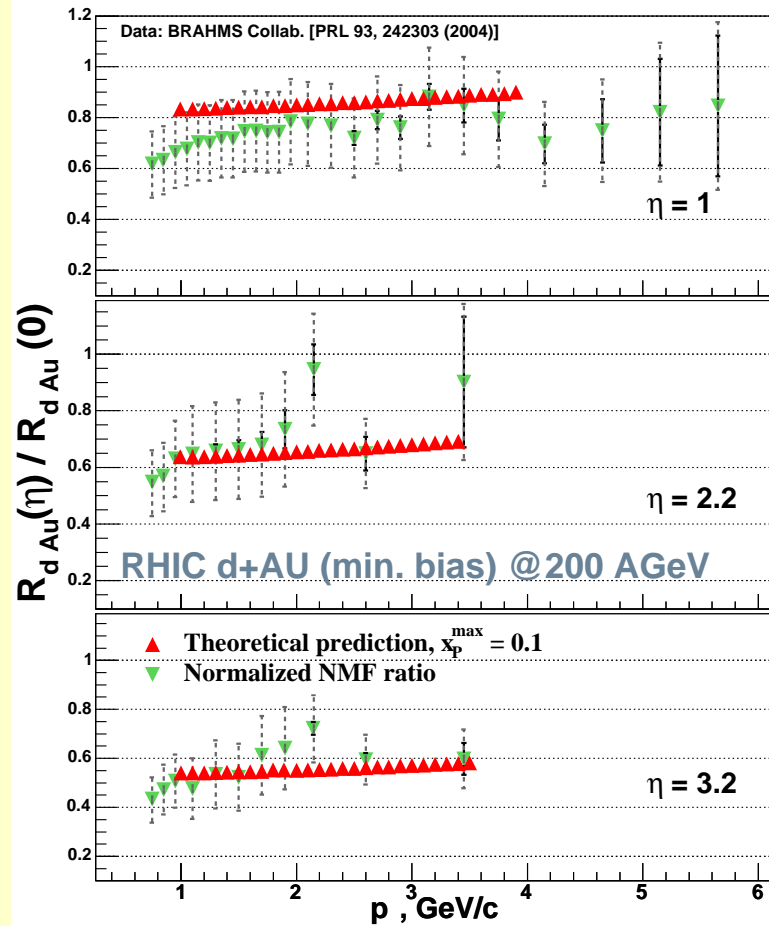 Data: BRAHMS Collab. [PRL 93, 242303 (2004)]
1.2
1
0.8
0.6
0.4
0.2
η = 1
1
0.8
0.6
0.4
0.2
η = 2.2
RHIC d+AU (min. bias) @200 AGeV
Theoretical prediction, x_P^max = 0.1
Normalized NMF ratio
1
0.8
0.6
0.4
0.2
η = 3.2
1 2 3 4 5 6
p , GeV/c
R_d Au(η) / R_d Au(0)